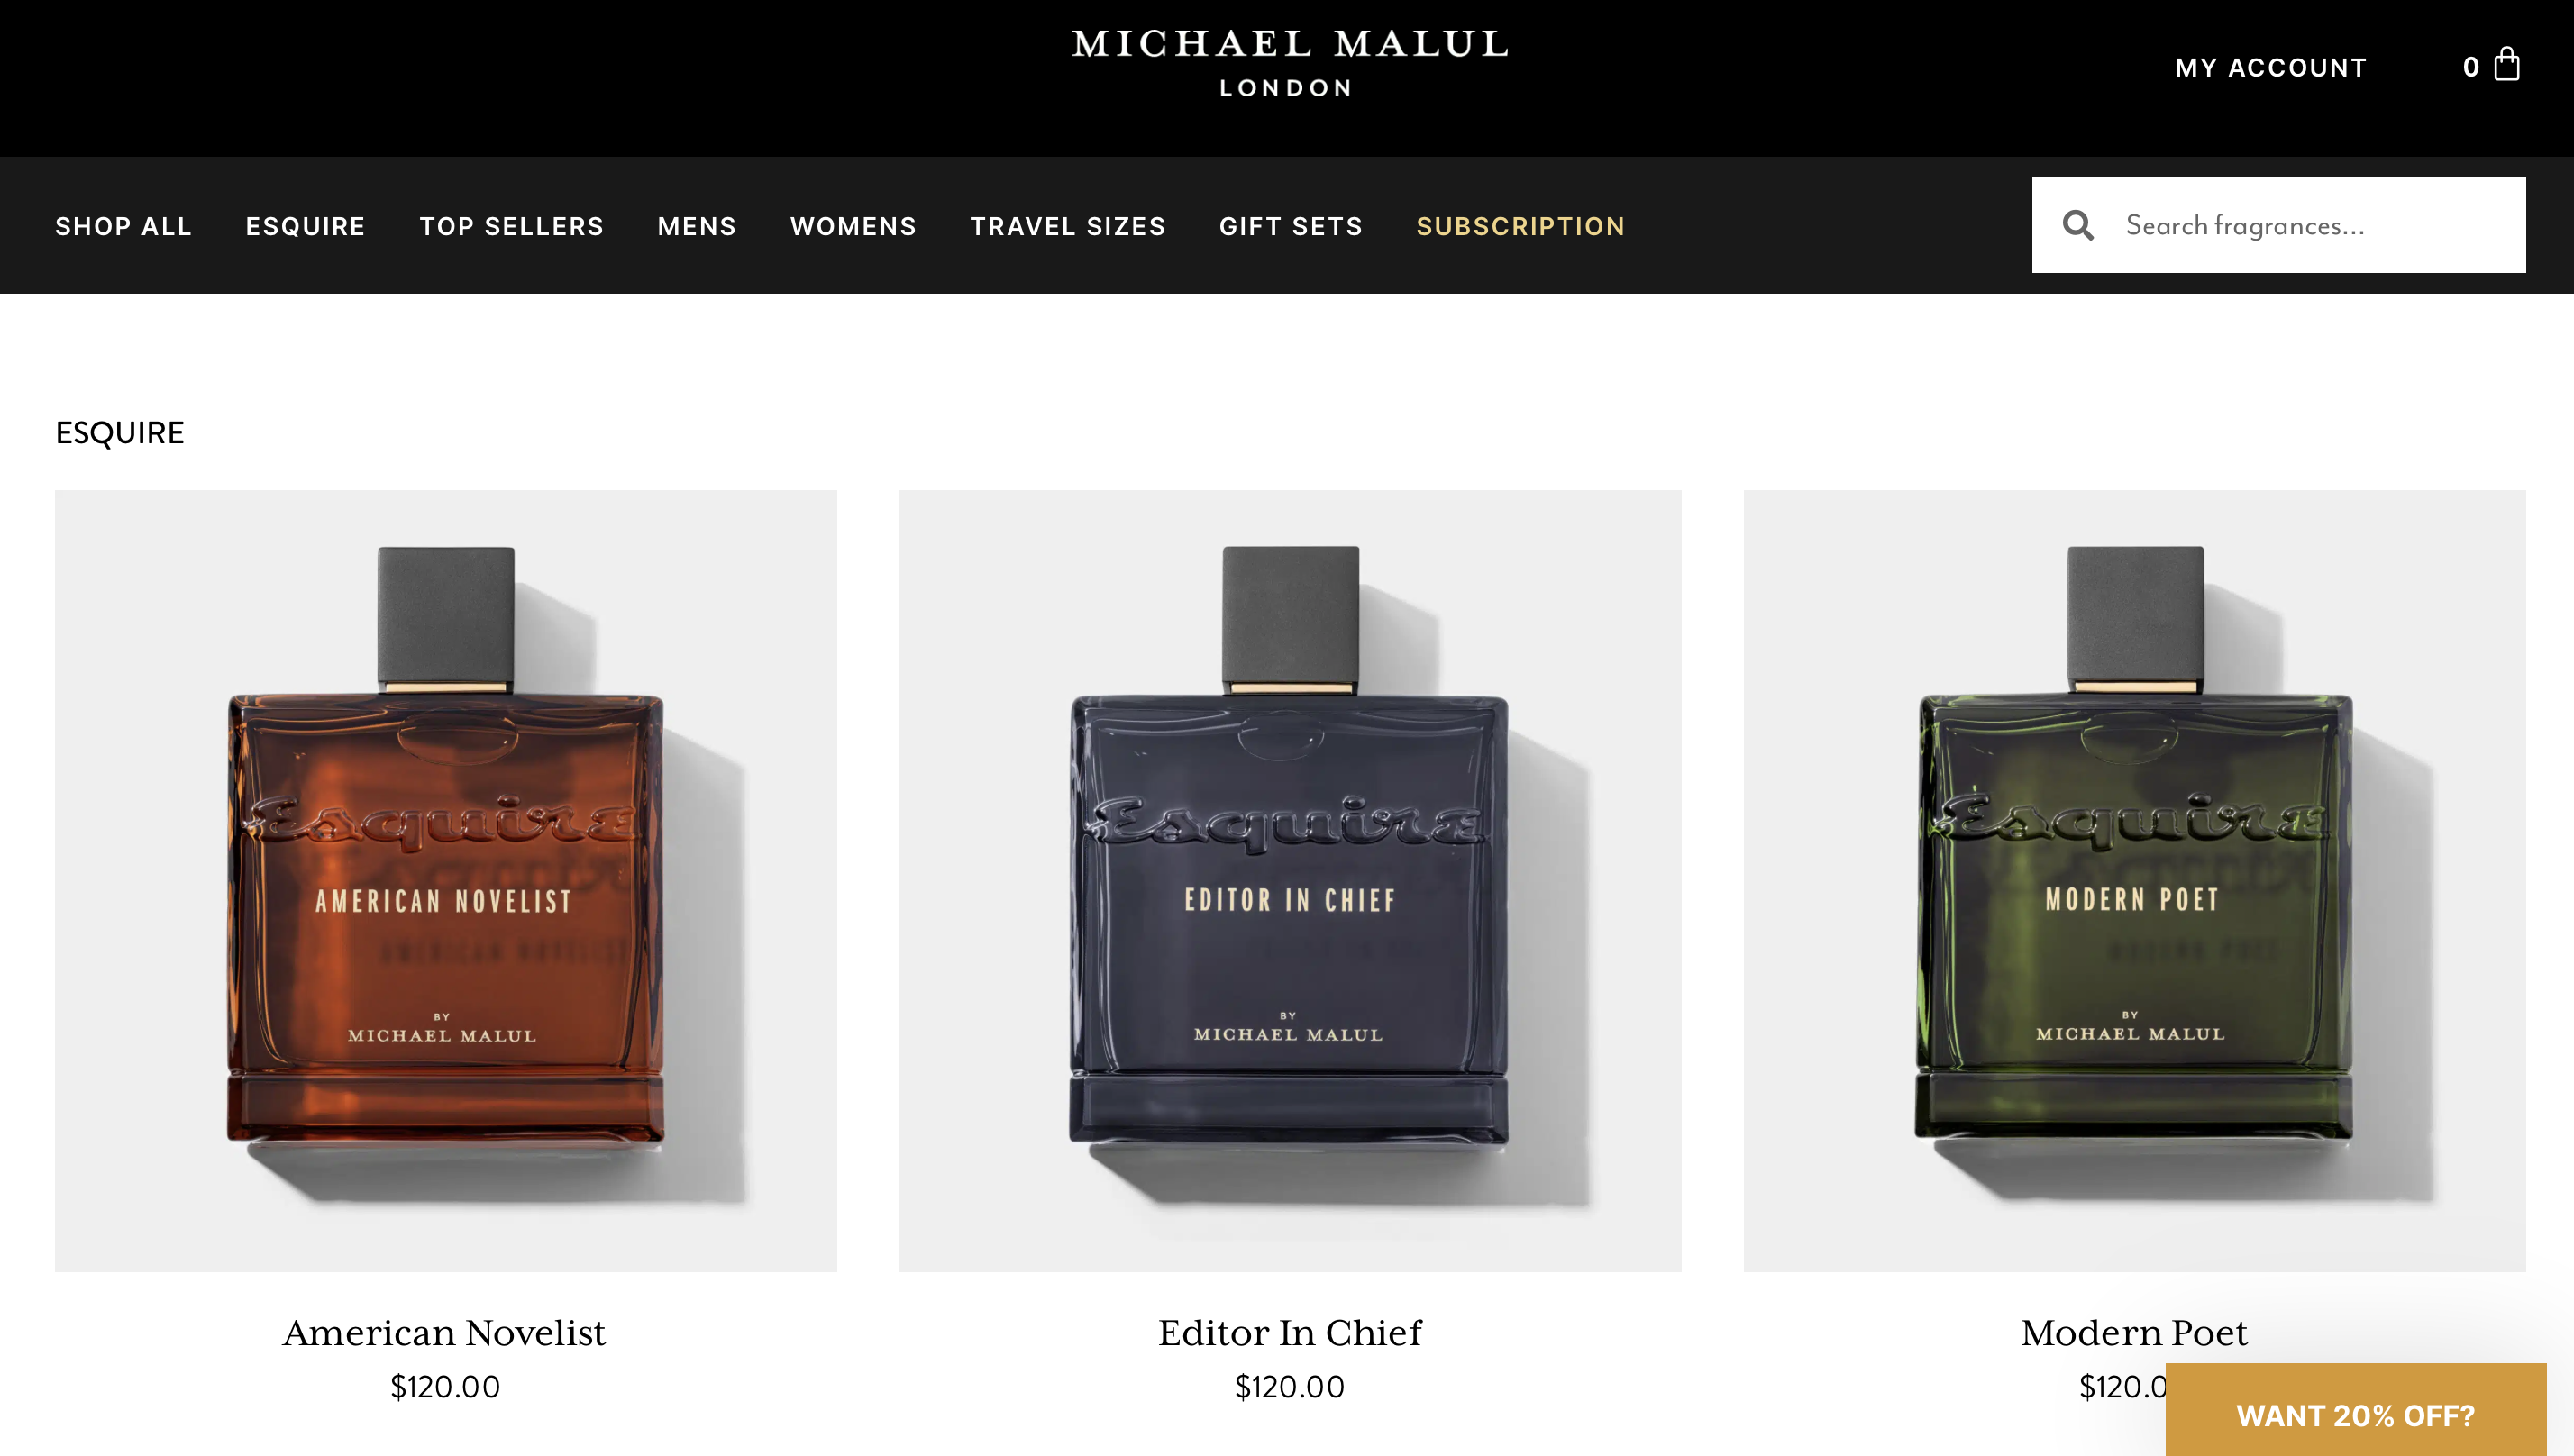 MICHAEL MALUL
LONDON
MY ACCOUNT
0
SHOP ALL
ESQUIRE
TOP SELLERS
MENS
WOMENS
TRAVEL SIZES
GIFT SETS
SUBSCRIPTION
Search fragrances...
ESQUIRE
Esquire
AMERICAN NOVELIST
BY
MICHAEL MALUL
Esquire
EDITOR IN CHIEF
BY
MICHAEL MALUL
Esquire
MODERN POET
BY
MICHAEL MALUL
American Novelist
$120.00
Editor In Chief
$120.00
Modern Poet
$120.0
WANT 20% OFF?